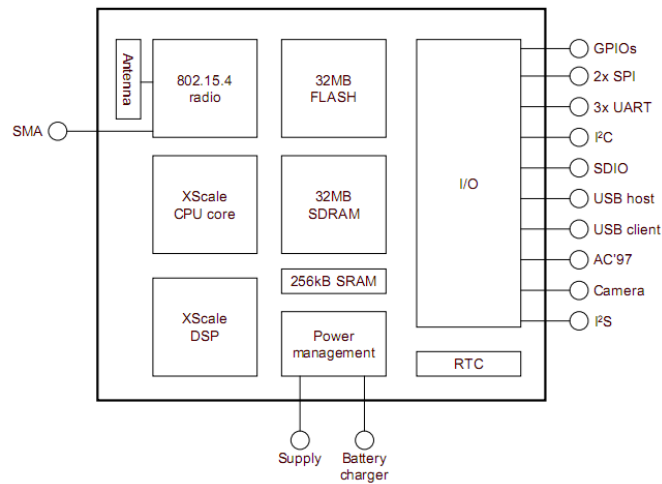 Antenna
802.15.4
radio
32MB
FLASH
SMA
XScale
CPU core
32MB
SDRAM
256kB SRAM
XScale
DSP
Power
management
I/O
RTC
GPIOs
2x SPI
3x UART
I²C
SDIO
USB host
USB client
AC'97
Camera
I²S
Supply
Battery
charger